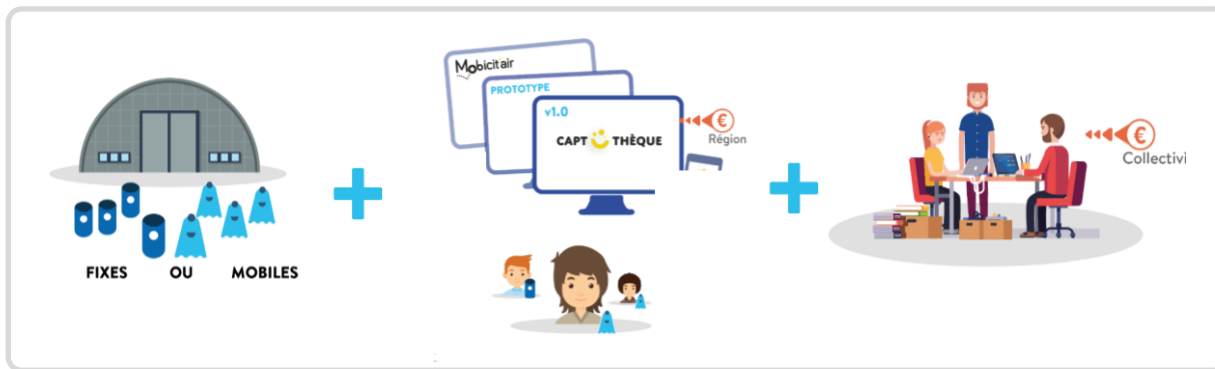 FIXES OU MOBILES
Mobicitair
PROTOTYPE
v1.0
CAPT THÈQUE
€
Région
€
Collectivi